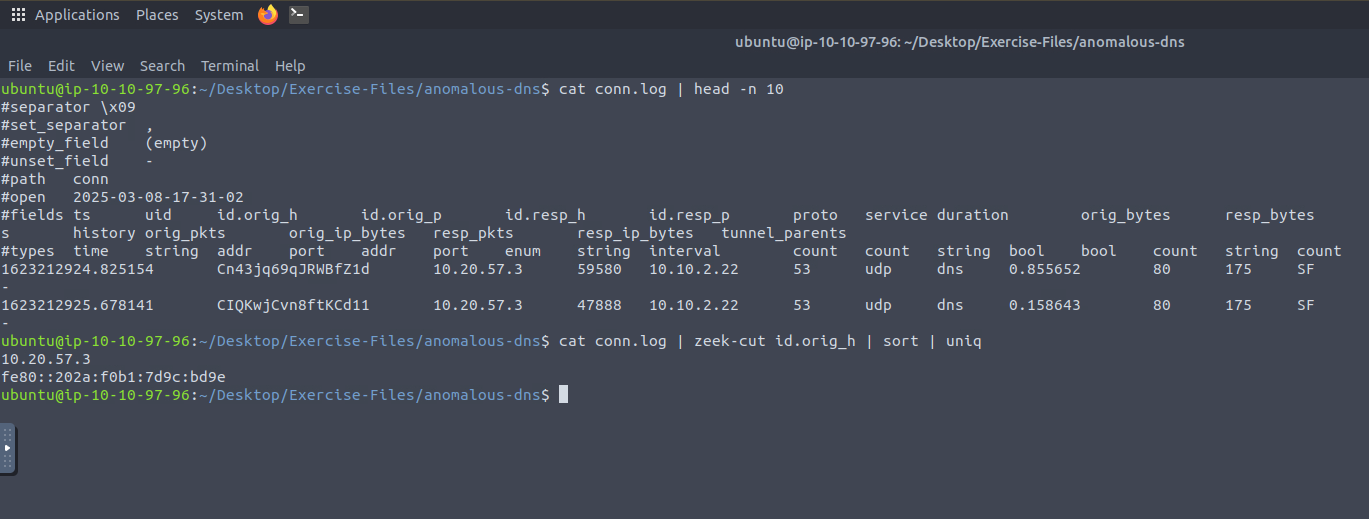 Applications Places System
ubuntu@ip-10-10-97-96: ~/Desktop/Exercise-Files/anomalous-dns
File Edit View Search Terminal Help
ubuntu@ip-10-10-97-96:~/Desktop/Exercise-Files/anomalous-dns$ cat conn.log | head -n 10
#separator \x09
#set_separator ,
#empty_field (empty)
#unset_field -
#path conn
#open 2025-03-08-17-31-02
#fields ts uid id.orig_h id.orig_p id.resp_h id.resp_p proto service duration orig_bytes resp_bytes
s history orig_pkts orig_ip_bytes resp_pkts resp_ip_bytes tunnel_parents
#types time string addr port addr port enum string interval count count string bool bool count string count
1623212924.825154 Cn43jq69qJRWBfZ1d 10.20.57.3 59580 10.10.2.22 53 udp dns 0.855652 80 175 SF
-
1623212925.678141 CIQKwjCvn8ftKCd11 10.20.57.3 47888 10.10.2.22 53 udp dns 0.158643 80 175 SF
-
ubuntu@ip-10-10-97-96:~/Desktop/Exercise-Files/anomalous-dns$ cat conn.log | zeek-cut id.orig_h | sort | uniq
10.20.57.3
fe80::202a:f0b1:7d9c:bd9e
ubuntu@ip-10-10-97-96:~/Desktop/Exercise-Files/anomalous-dns$